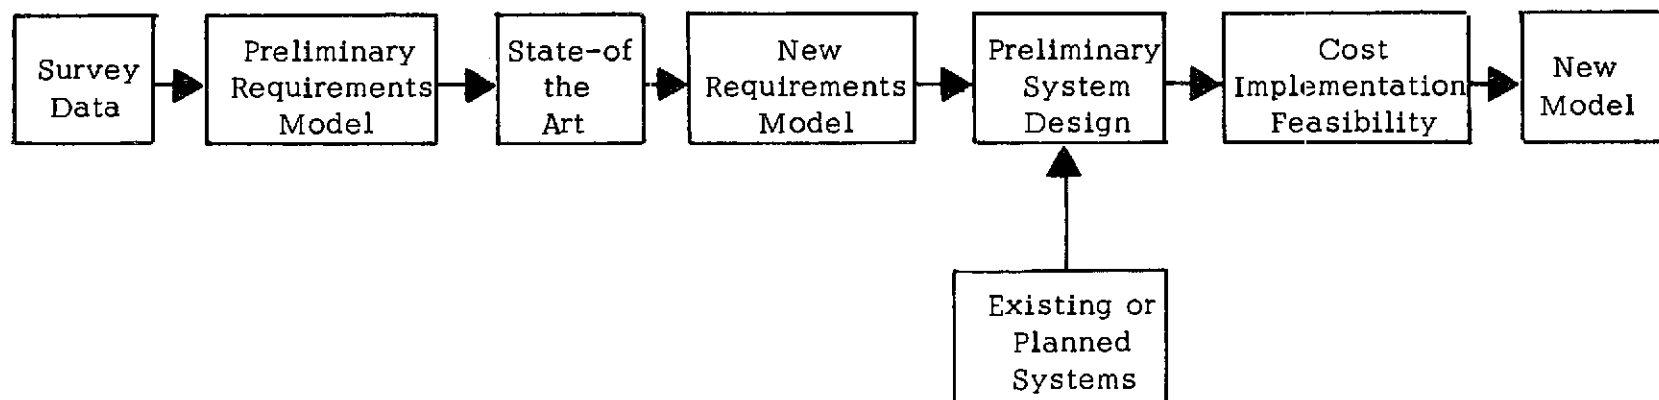 Survey
Data
Preliminary
Requirements
Model
State-of
the
Art
New
Requirements
Model
Preliminary
System
Design
Cost
Implementation
Feasibility
New
Model
Existing or
Planned
Systems